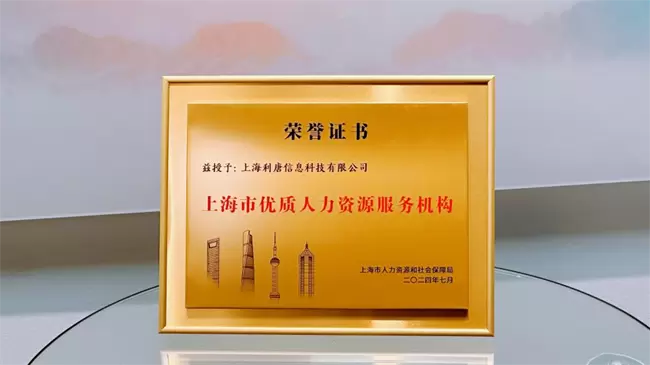 荣誉证书
兹授予：上海利唐信息科技有限公司
上海市优质人力资源服务机构
上海市人力资源和社会保障局
二〇二四年七月